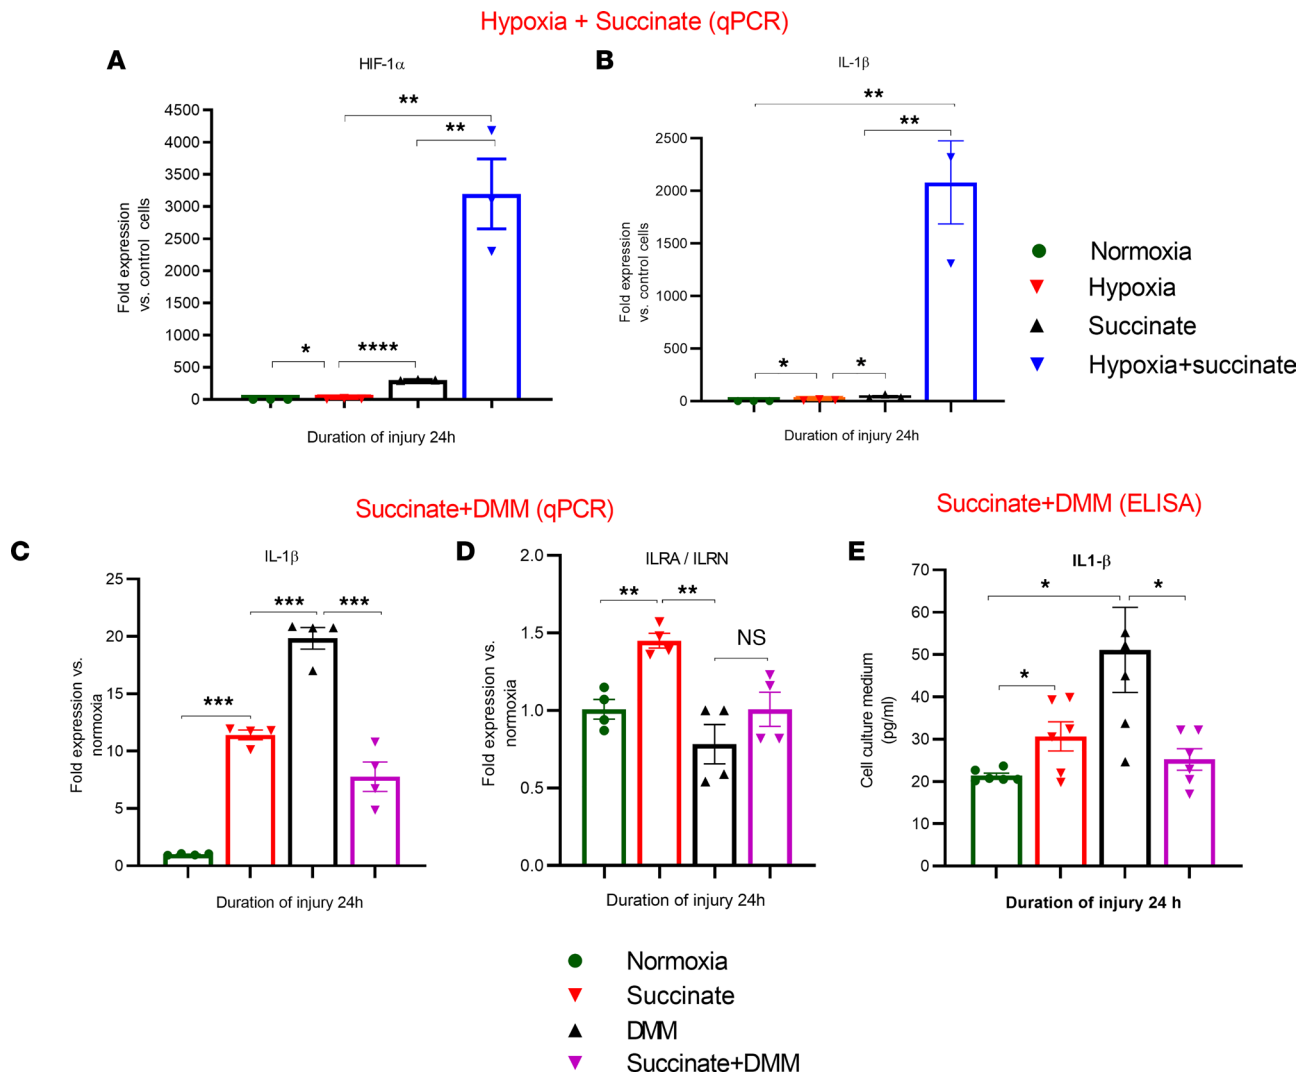 Hypoxia + Succinate (qPCR)
A
HIF-1α
Fold expression
vs. control cells
4500
4000
3500
3000
2500
2000
1500
1000
500
0
**
**
*
****
Duration of injury 24h
B
IL-1β
Fold expression
vs. control cells
2500
2000
1500
1000
500
0
**
**
*
*
Duration of injury 24h
Normoxia
Hypoxia
Succinate
Hypoxia+succinate
Succinate+DMM (qPCR)
Succinate+DMM (ELISA)
C
IL-1β
Fold expression vs.
normoxia
25
20
15
10
5
0
***
***
***
Duration of injury 24h
D
ILRA / ILRN
Fold expression vs.
normoxia
2.0
1.5
1.0
0.5
0.0
**
**
NS
Duration of injury 24h
E
IL1-β
Cell culture medium
(pg/ml)
70
60
50
40
30
20
10
0
*
*
*
Duration of injury 24 h
Normoxia
Succinate
DMM
Succinate+DMM